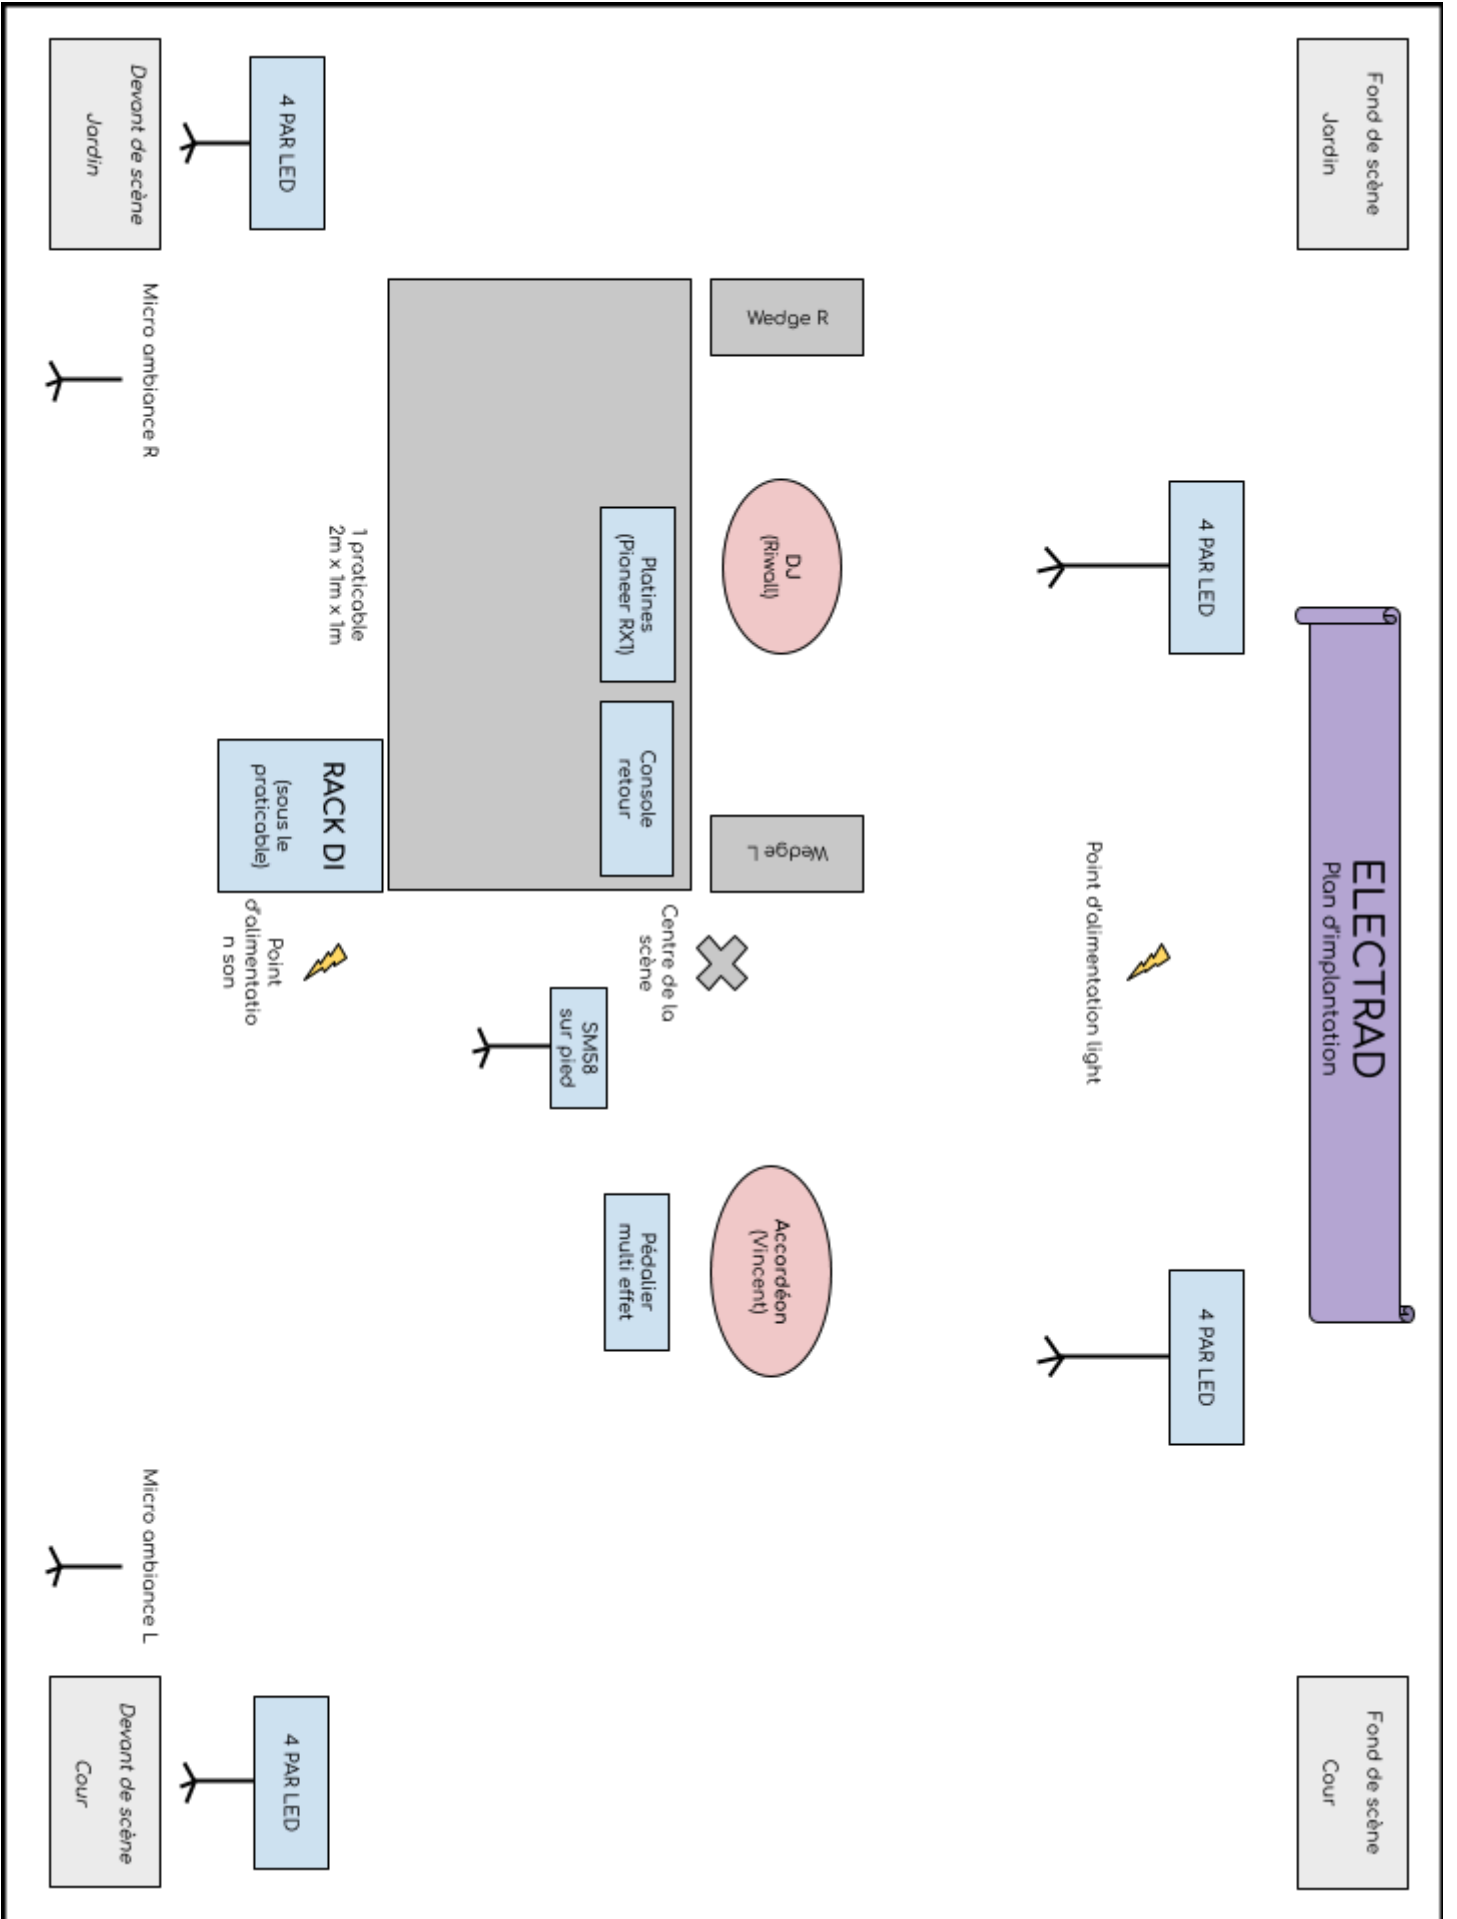 ELECTRAD
Plan d'implantation
Fond de scène
Jardin
Fond de scène
Cour
4 PAR LED
4 PAR LED
Point d'alimentation light
Wedge R
DJ
(Riwall)
Wedge L
Accordéon
(Vincent)
Platines
(Pioneer RX1)
Console
retour
Centre de la
scène
Pédalier
multi effet
SM58
sur pied
1 praticable
2m x 1m x 1m
RACK DI
(sous le
praticable)
Point
d'alimentatio
n son
4 PAR LED
4 PAR LED
Devant de scène
Jardin
Micro ambiance R
Micro ambiance L
Devant de scène
Cour